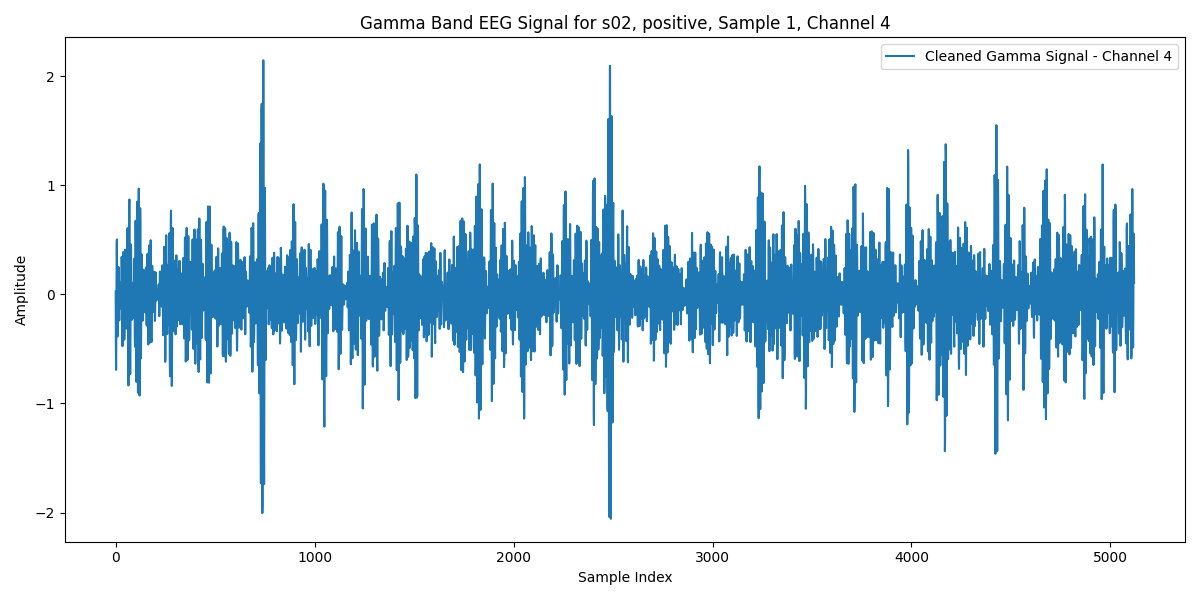 Gamma Band EEG Signal for s02, positive, Sample 1, Channel 4
Cleaned Gamma Signal - Channel 4
2
1
0
−1
−2
Amplitude
0 1000 2000 3000 4000 5000
Sample Index